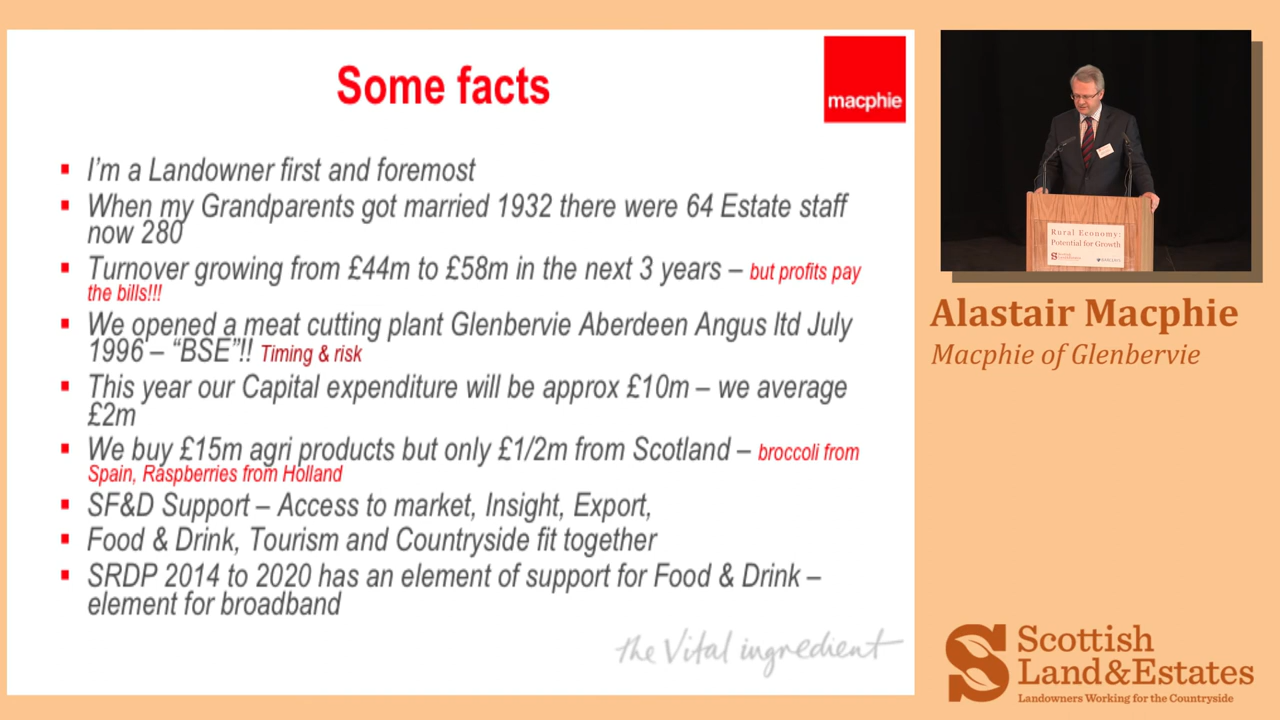 Some facts
macphie
I'm a Landowner first and foremost
When my Grandparents got married 1932 there were 64 Estate staff
now 280
Turnover growing from £44m to £58m in the next 3 years – but profits pay
the bills!!!
We opened a meat cutting plant Glenbervie Aberdeen Angus ltd July
1996 – “BSE”!! Timing & risk
This year our Capital expenditure will be approx £10m – we average
£2m
We buy £15m agri products but only £1/2m from Scotland – broccoli from
Spain, Raspberries from Holland
SF&D Support – Access to market, Insight, Export,
Food & Drink, Tourism and Countryside fit together
SRDP 2014 to 2020 has an element of support for Food & Drink –
element for broadband
the Vital ingredient
Rural Economy:
Potential for Growth
Alastair Macphie
Macphie of Glenbervie
Scottish
Land&Estates
Landowners Working for the Countryside